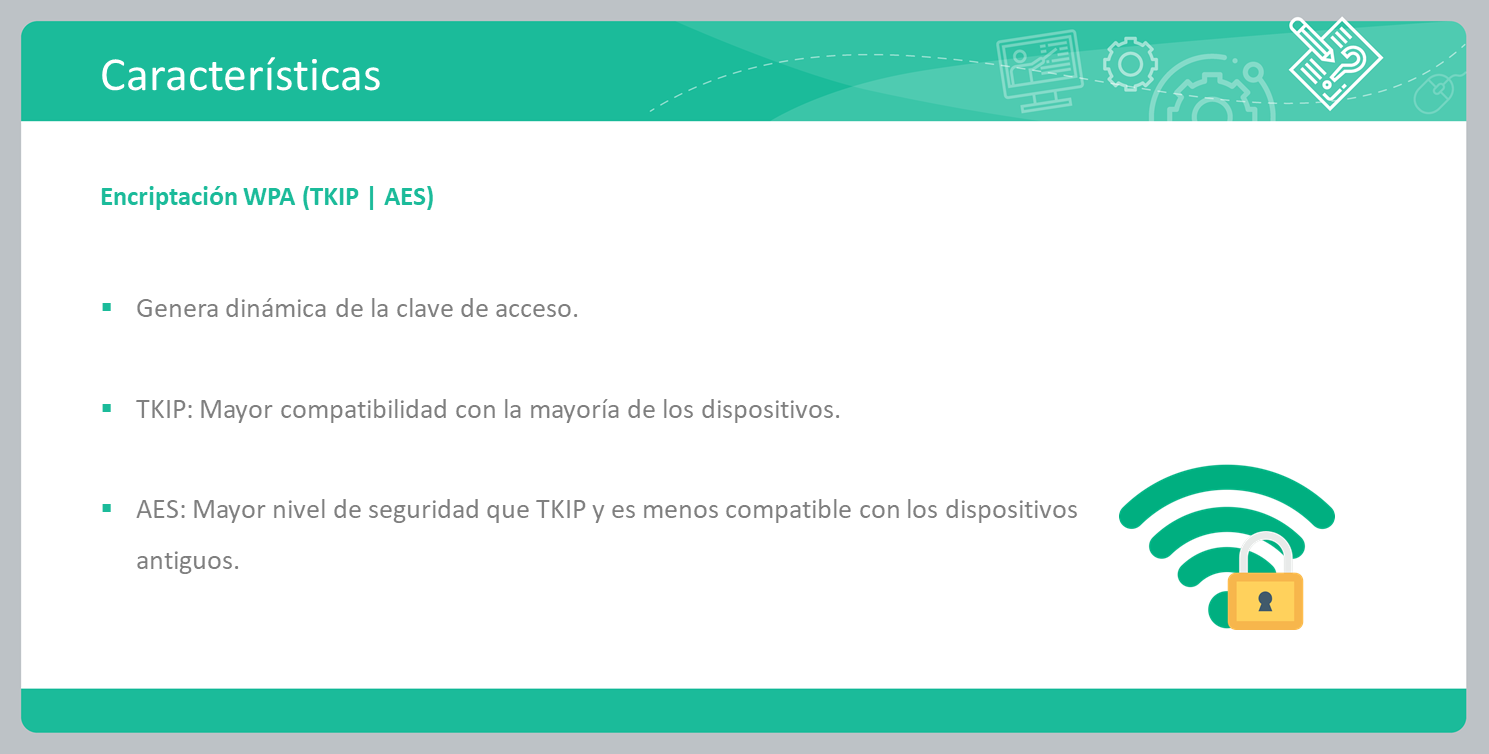 Características
Encriptación WPA (TKIP | AES)
Genera dinámica de la clave de acceso.
TKIP: Mayor compatibilidad con la mayoría de los dispositivos.
AES: Mayor nivel de seguridad que TKIP y es menos compatible con los dispositivos
antiguos.